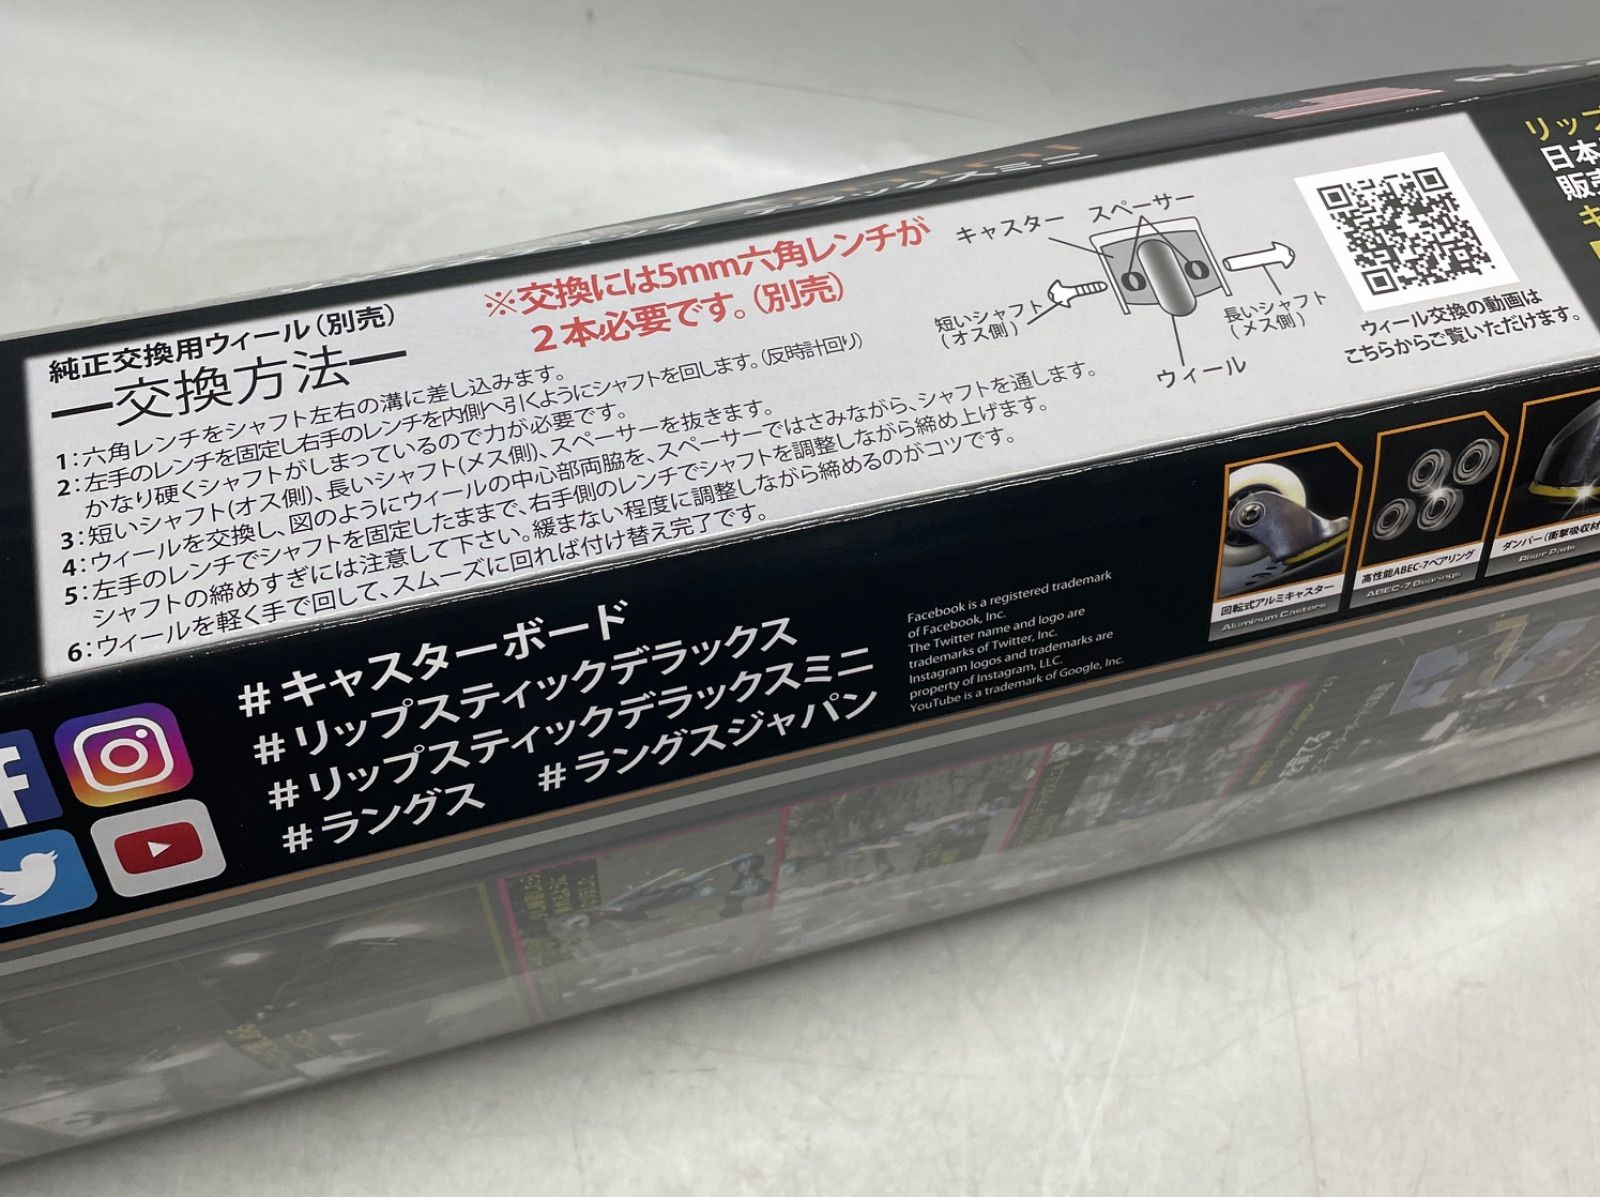 純正交換用ウィール(別売)
━交換方法━
※交換には5mm六角レンチが
2本必要です。(別売)
1:六角レンチをシャフト左右の溝に差し込みます。
2:左手のレンチを固定し右手のレンチを内側へ引くようにシャフトを回します。(反時計回り)
かなり硬くシャフトがしまっているので力が必要です。
3:短いシャフト(オス側)、長いシャフト(メス側)、スペーサーを抜きます。
4:ウィールを交換し、図のようにウィールの中心部両脇を、スペーサーではさみながら、シャフトを通します。
5:左手のレンチでシャフトを固定したままで、右手側のレンチでシャフトを調整しながら締め上げます。
シャフトの締めすぎには注意して下さい。緩まない程度に調整しながら締めるのがコツです。
6:ウィールを軽く手で回して、スムーズに回れば付け替え完了です。
キャスター
スペーサー
短いシャフト
(オス側)
長いシャフト
(メス側)
ウィール
ウィール交換の動画は
こちらからご覧いただけます。
#キャスターボード
#リップスティックデラックス
#リップスティックデラックスミニ
#ラングス #ラングスジャパン
Facebook is a registered trademark
of Facebook, Inc.
The Twitter name and logo are
trademarks of Twitter, Inc.
Instagram logos and trademarks are
property of Instagram, LLC.
YouTube is a trademark of Google, Inc.
回転式アルミキャスター
Aluminum Casters
高性能ABEC-7ベアリング
ABEC-7 Bearings
ダンパー(衝撃吸収材
Riser Pads
リップ
日本
販売